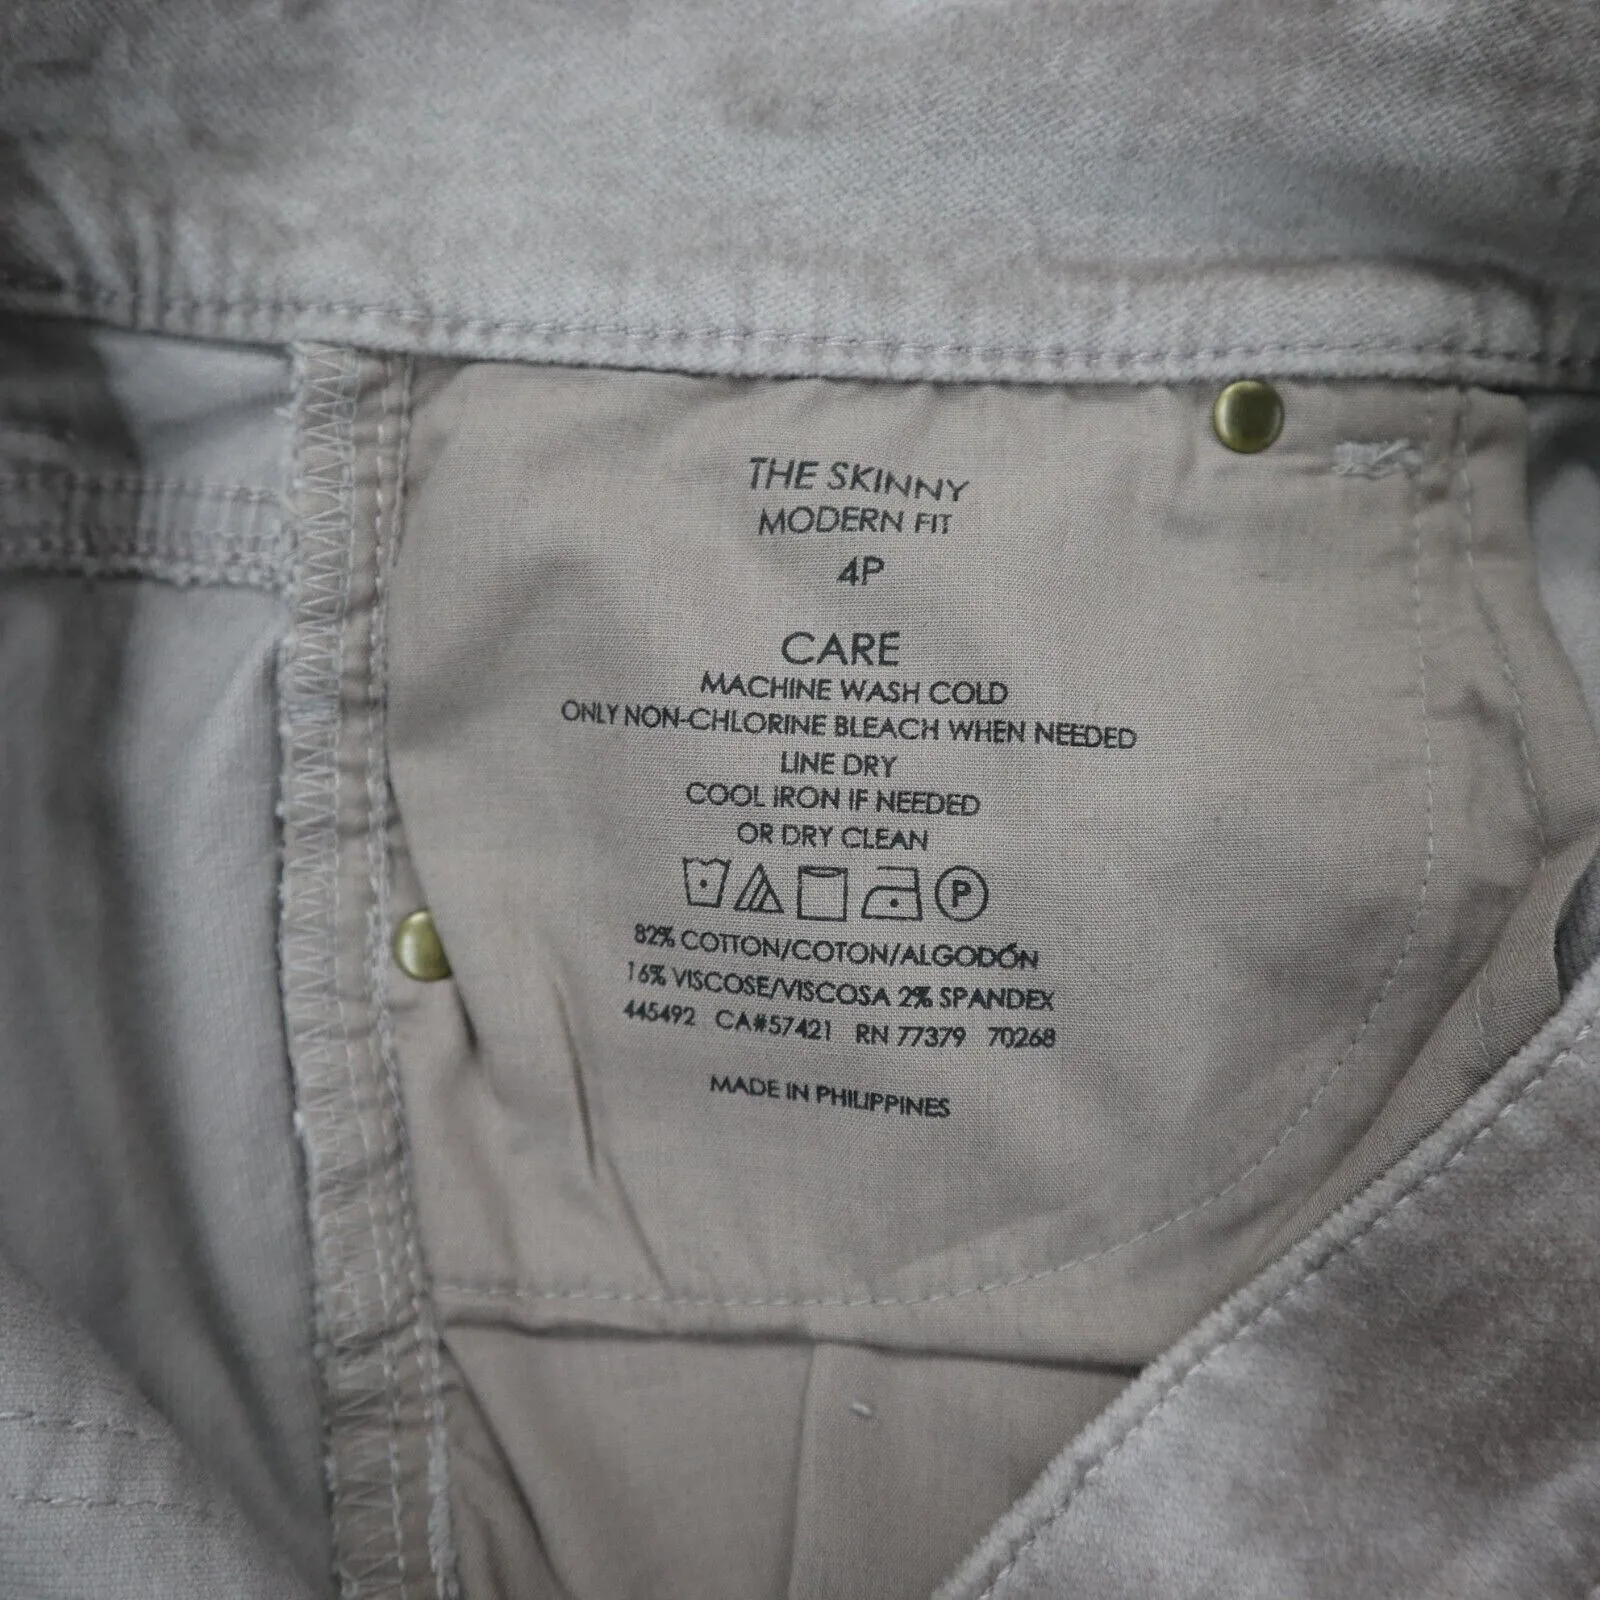 THE SKINNY
MODERN FIT
4P
CARE
MACHINE WASH COLD
ONLY NON-CHLORINE BLEACH WHEN NEEDED
LINE DRY
COOL IRON IF NEEDED
OR DRY CLEAN
P
82% COTTON/COTON/ALGODÓN
16% VISCOSE/VISCOSA 2% SPANDEX
445492 CA#57421 RN 77379 70268
MADE IN PHILIPPINES